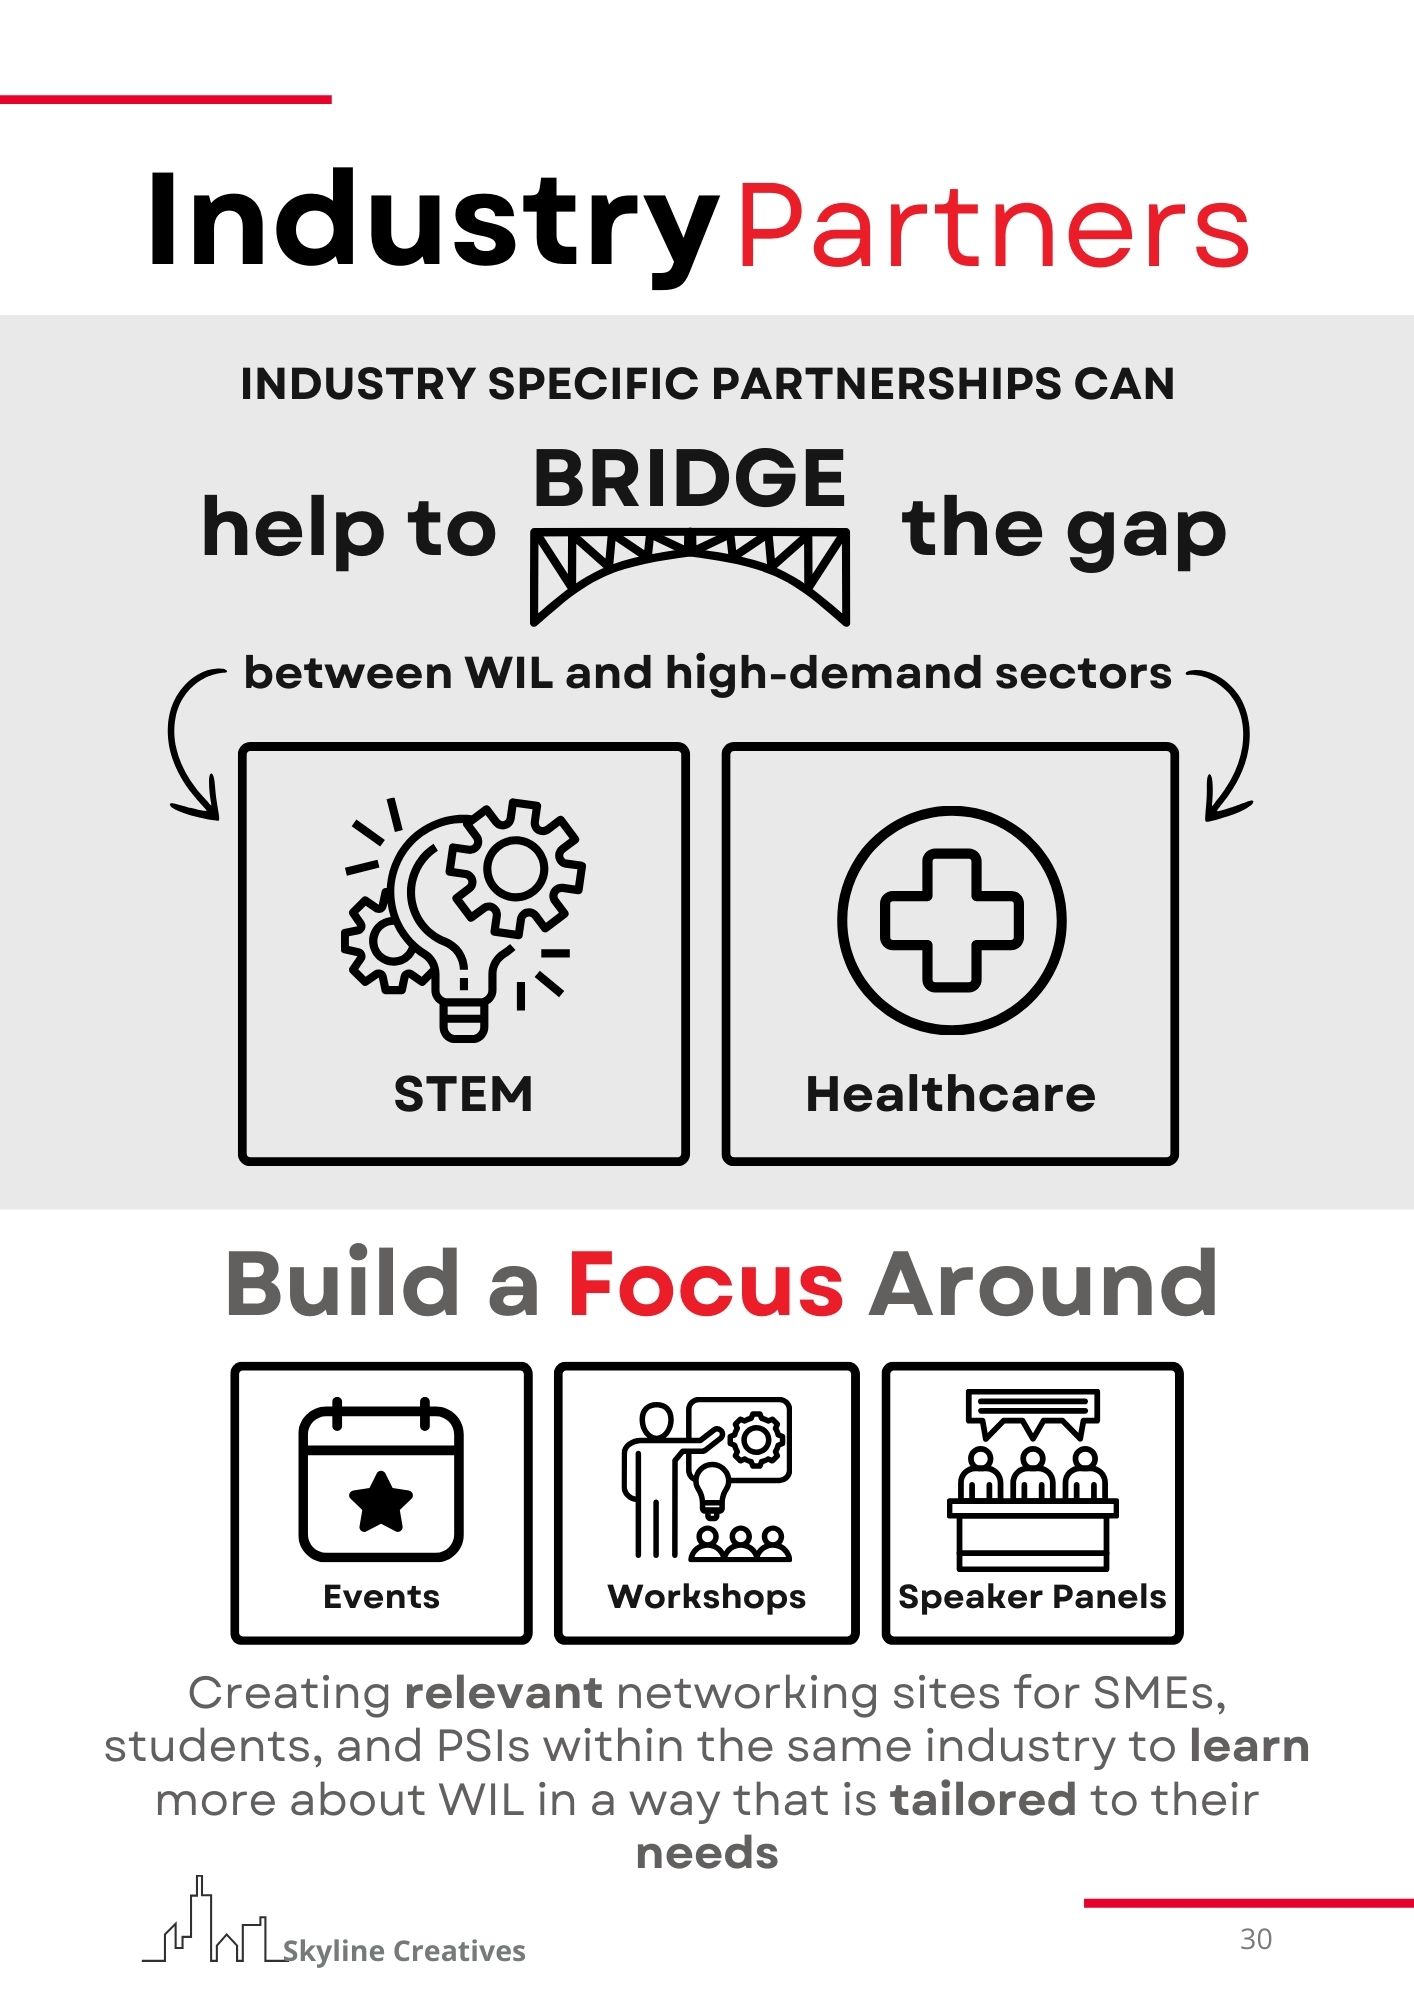 Industry Partners
INDUSTRY SPECIFIC PARTNERSHIPS CAN
help to BRIDGE the gap
between WIL and high-demand sectors
STEM
Healthcare
Build a Focus Around
Events
Workshops
Speaker Panels
Creating relevant networking sites for SMEs,
students, and PSIs within the same industry to learn
more about WIL in a way that is tailored to their
needs
Skyline Creatives
30